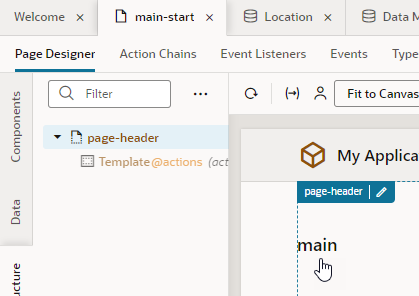 Welcome × main-start × Location × Data M
Page Designer Action Chains Event Listeners Events Type
Components
Data
ucture
Filter ...
Fit to Canvas
page-header
Template @actions (act
My Applica
page-header
main